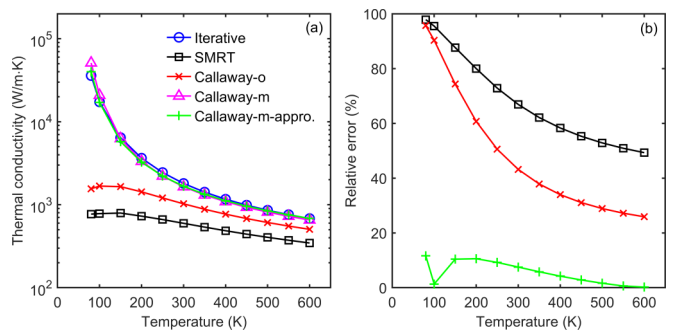 (a)
Iterative
SMRT
Callaway-o
Callaway-m
Callaway-m-appro.
10^5
10^4
10^3
10^2
0 100 200 300 400 500 600
Temperature (K)
Thermal conductivity (W/m·K)
(b)
100
80
60
40
20
0
0 100 200 300 400 500 600
Temperature (K)
Relative error (%)